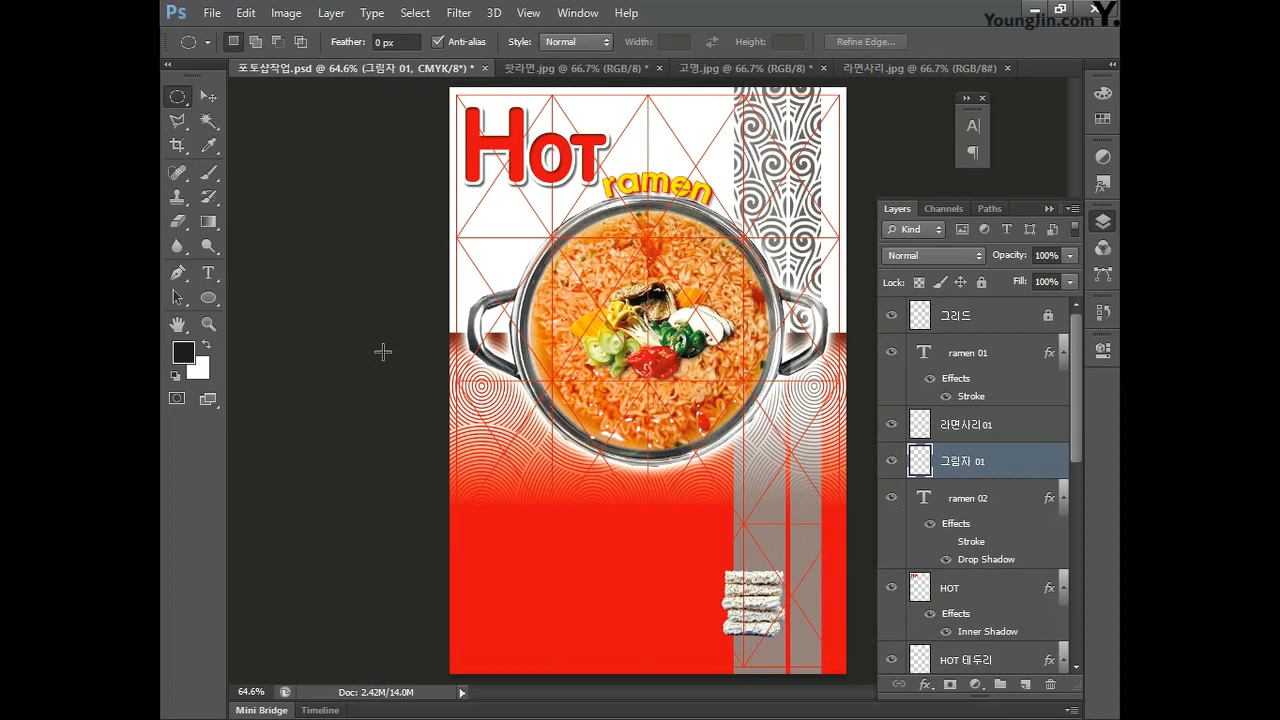 Ps File Edit Image Layer Type Select Filter 3D View Window Help
YoungJin.com Y.
Feather: 0 px Anti-alias Style: Normal Width: Height: Refine Edge...
포토샵작업.psd @ 64.6% (그림자 01, CMYK/8*) * × 핫라면.jpg @ 66.7% (RGB/8) * × 고명.jpg @ 66.7% (RGB/8) * × 라면사리.jpg @ 66.7% (RGB/8#) ×
HOT
ramen
A|
Layers Channels Paths
Kind T
Normal Opacity: 100%
Lock: Fill: 100%
그리드
T ramen 01 fx
Effects
Stroke
라면사리01
그림자 01
T ramen 02 fx
Effects
Stroke
Drop Shadow
HOT fx
Effects
Inner Shadow
HOT 테두리 fx
64.6% Doc: 2.42M/14.0M
Mini Bridge Timeline